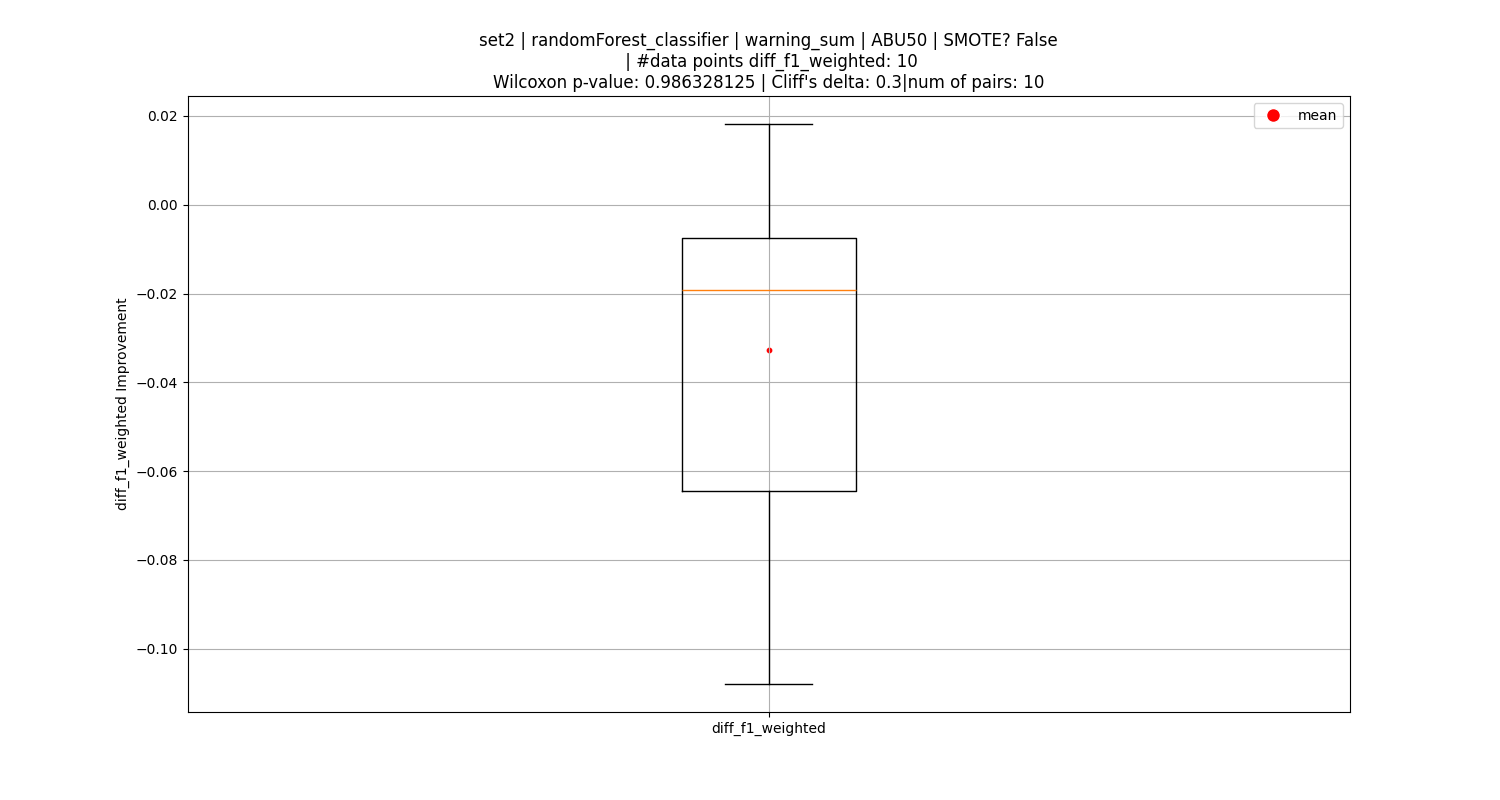 set2 | randomForest_classifier | warning_sum | ABU50 | SMOTE? False
| #data points diff_f1_weighted: 10
Wilcoxon p-value: 0.986328125 | Cliff's delta: 0.3|num of pairs: 10
mean
0.02
0.00
−0.02
−0.04
−0.06
−0.08
−0.10
diff_f1_weighted Improvement
diff_f1_weighted